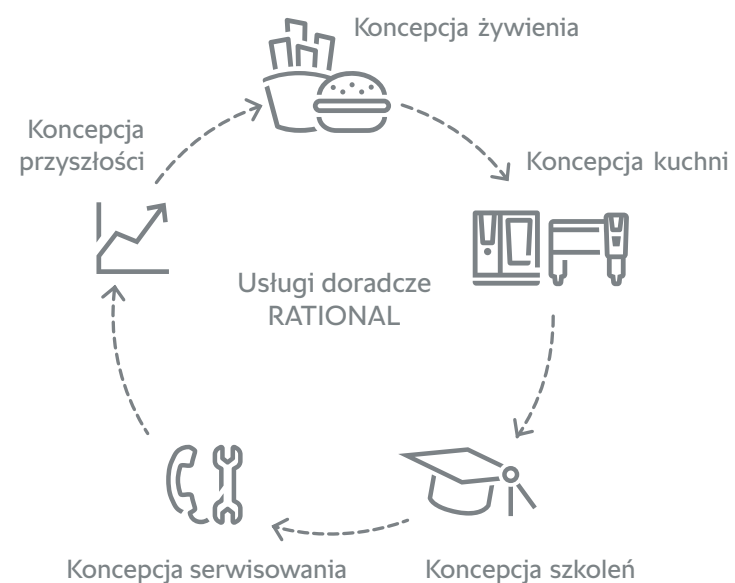 Koncepcja żywienia
Koncepcja
przyszłości
Koncepcja kuchni
Usługi doradcze
RATIONAL
Koncepcja serwisowania
Koncepcja szkoleń